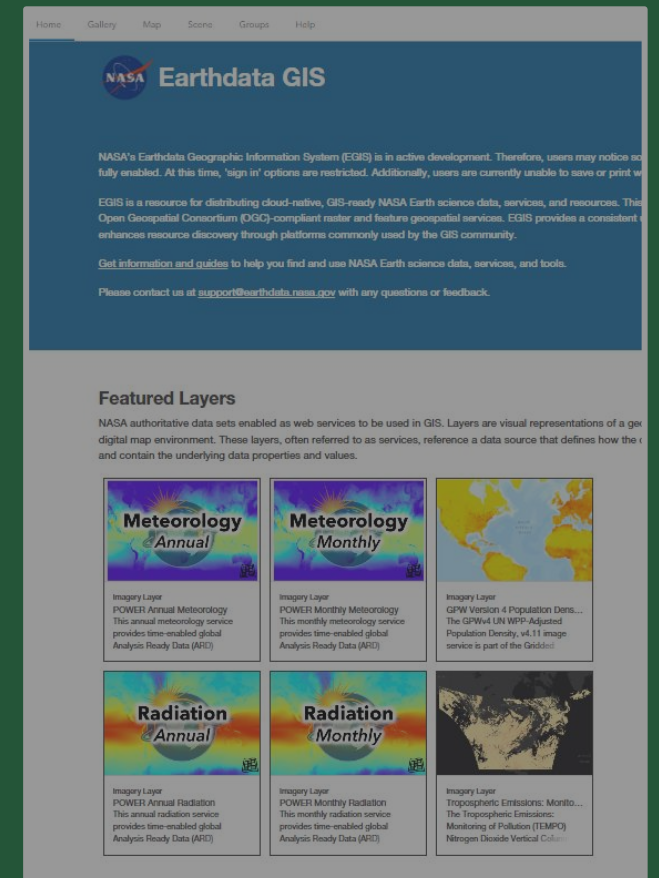 Home Gallery Map Scene Groups Help
NASA Earthdata GIS
NASA's Earthdata Geographic Information System (EGIS) is in active development. Therefore, users may notice so
fully enabled. At this time, 'sign in' options are restricted. Additionally, users are currently unable to save or print w
EGIS is a resource for distributing cloud-native, GIS-ready NASA Earth science data, services, and resources. This
Open Geospatial Consortium (OGC)-compliant raster and feature geospatial services. EGIS provides a consistent
enhances resource discovery through platforms commonly used by the GIS community.
Get information and guides to help you find and use NASA Earth science data, services, and tools.
Please contact us at support@earthdata.nasa.gov with any questions or feedback.
Featured Layers
NASA authoritative data sets enabled as web services to be used in GIS. Layers are visual representations of a geo
digital map environment. These layers, often referred to as services, reference a data source that defines how the
and contain the underlying data properties and values.
Meteorology
Annual
Imagery Layer
POWER Annual Meteorology
This annual meteorology service
provides time-enabled global
Analysis Ready Data (ARD)
Meteorology
Monthly
Imagery Layer
POWER Monthly Meteorology
This monthly meteorology service
provides time-enabled global
Analysis Ready Data (ARD)
Imagery Layer
GPW Version 4 Population Dens...
The GPWv4 UN WPP-Adjusted
Population Density, v4.11 image
service is part of the Gridded
Radiation
Annual
Imagery Layer
POWER Annual Radiation
This annual radiation service
provides time-enabled global
Analysis Ready Data (ARD)
Radiation
Monthly
Imagery Layer
POWER Monthly Radiation
This monthly radiation service
provides time-enabled global
Analysis Ready Data (ARD)
Imagery Layer
Tropospheric Emissions: Monito...
The Tropospheric Emissions:
Monitoring of Pollution (TEMPO)
Nitrogen Dioxide Vertical Column